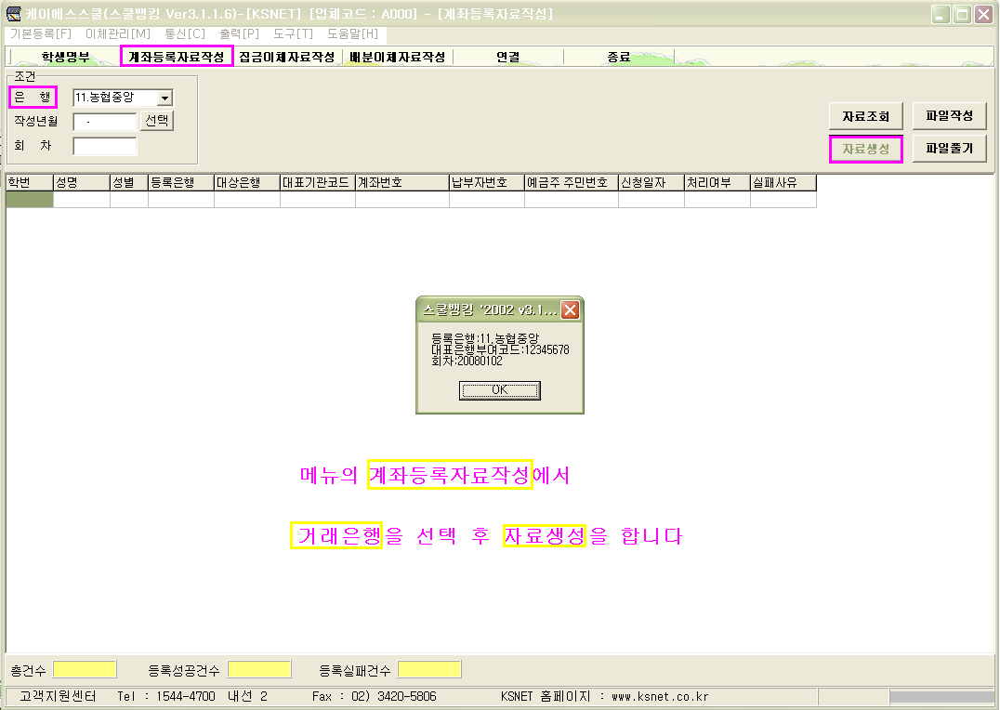 케이에스스쿨(스쿨뱅킹 Ver3.1.1.6)-[KSNET] [업체코드 : A000] - [계좌등록자료작성]
기본등록[F] 이체관리[M] 통신[C] 출력[P] 도구[T] 도움말[H]
학생명부 계좌등록자료작성 집금이체자료작성 배분이체자료작성 연결 종료
조건
은 행 11.농협중앙
작성년월 - 선택
회 차
자료조회 파일작성
자료생성 파일풀기
학번 성명 성별 등록은행 대상은행 대표기관코드 계좌번호 납부자번호 예금주 주민번호 신청일자 처리여부 실패사유
스쿨뱅킹 '2002 v3.1...
등록은행:11,농협중앙
대표은행부여코드:12345678
회차:20080102
OK
메뉴의 계좌등록자료작성에서
거래은행을 선택 후 자료생성을 합니다
총건수 등록성공건수 등록실패건수
고객지원센터 Tel : 1544-4700 내선 2 Fax : 02) 3420-5806 KSNET 홈페이지 : www.ksnet.co.kr